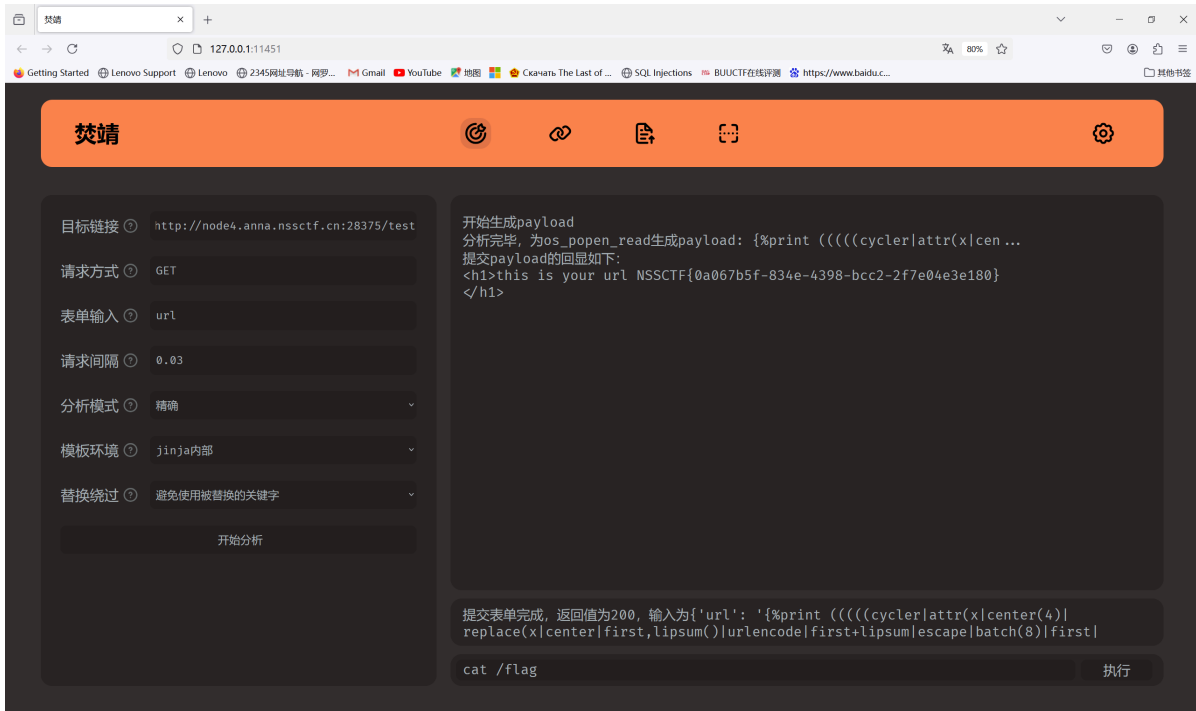 焚靖
127.0.0.1:11451
80%
Getting Started Lenovo Support Lenovo 2345网址导航 - 网罗... Gmail YouTube 地图 Скачать The Last of ... SQL Injections BUUCTF在线评测 https://www.baidu.c... 其他书签
焚靖
目标链接 ? http://node4.anna.nssctf.cn:28375/test
请求方式 ? GET
表单输入 ? url
请求间隔 ? 0.03
分析模式 ? 精确
模板环境 ? jinja内部
替换绕过 ? 避免使用被替换的关键字
开始分析
开始生成payload
分析完毕，为os_popen_read生成payload: {%print (((((cycler|attr(x|cen...
提交payload的回显如下：
<h1>this is your url NSSCTF{0a067b5f-834e-4398-bcc2-2f7e04e3e180}
</h1>
提交表单完成，返回值为200，输入为{'url': '{%print (((((cycler|attr(x|center(4)|
replace(x|center|first,lipsum()|urlencode|first+lipsum|escape|batch(8)|first|
cat /flag 执行